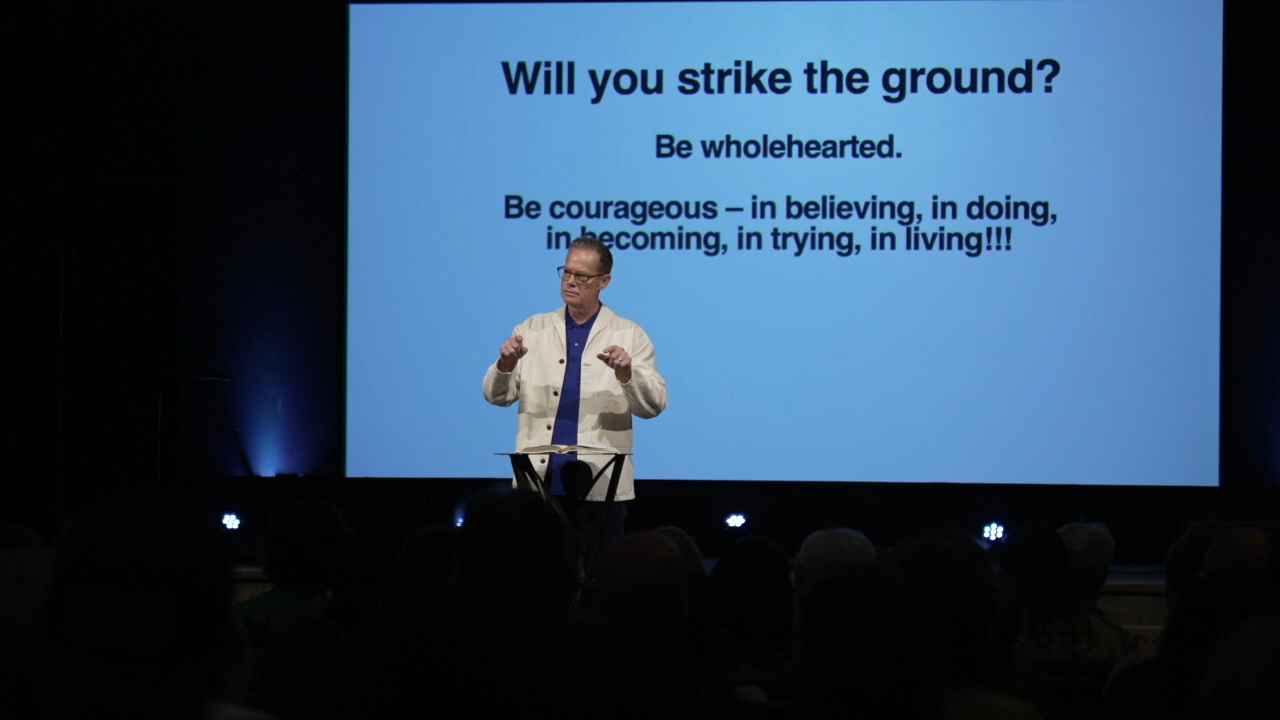 Will you strike the ground?
Be wholehearted.
Be courageous – in believing, in doing,
in becoming, in trying, in living!!!